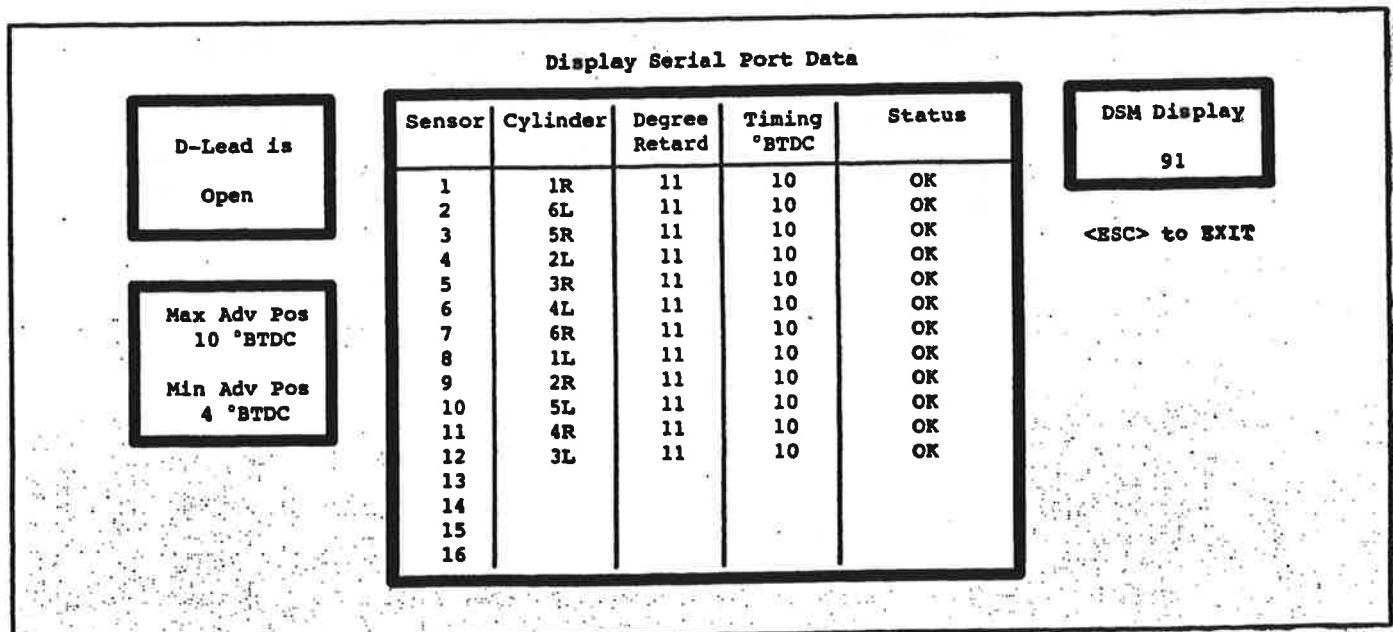 Display Serial Port Data
D-Lead is
Open
Max Adv Pos
10 °BTDC
Min Adv Pos
4 °BTDC
Sensor Cylinder Degree Retard Timing °BTDC Status
1 1R 11 10 OK
2 6L 11 10 OK
3 5R 11 10 OK
4 2L 11 10 OK
5 3R 11 10 OK
6 4L 11 10 OK
7 6R 11 10 OK
8 1L 11 10 OK
9 2R 11 10 OK
10 5L 11 10 OK
11 4R 11 10 OK
12 3L 11 10 OK
13
14
15
16
DSM Display
91
<ESC> to EXIT